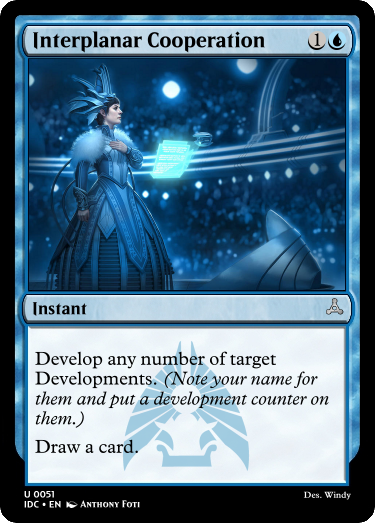 Interplanar Cooperation 1
Instant
Develop any number of target
Developments. (Note your name for
them and put a development counter on
them.)
Draw a card.
U 0051
Des. Windy
IDC • EN Anthony Foti